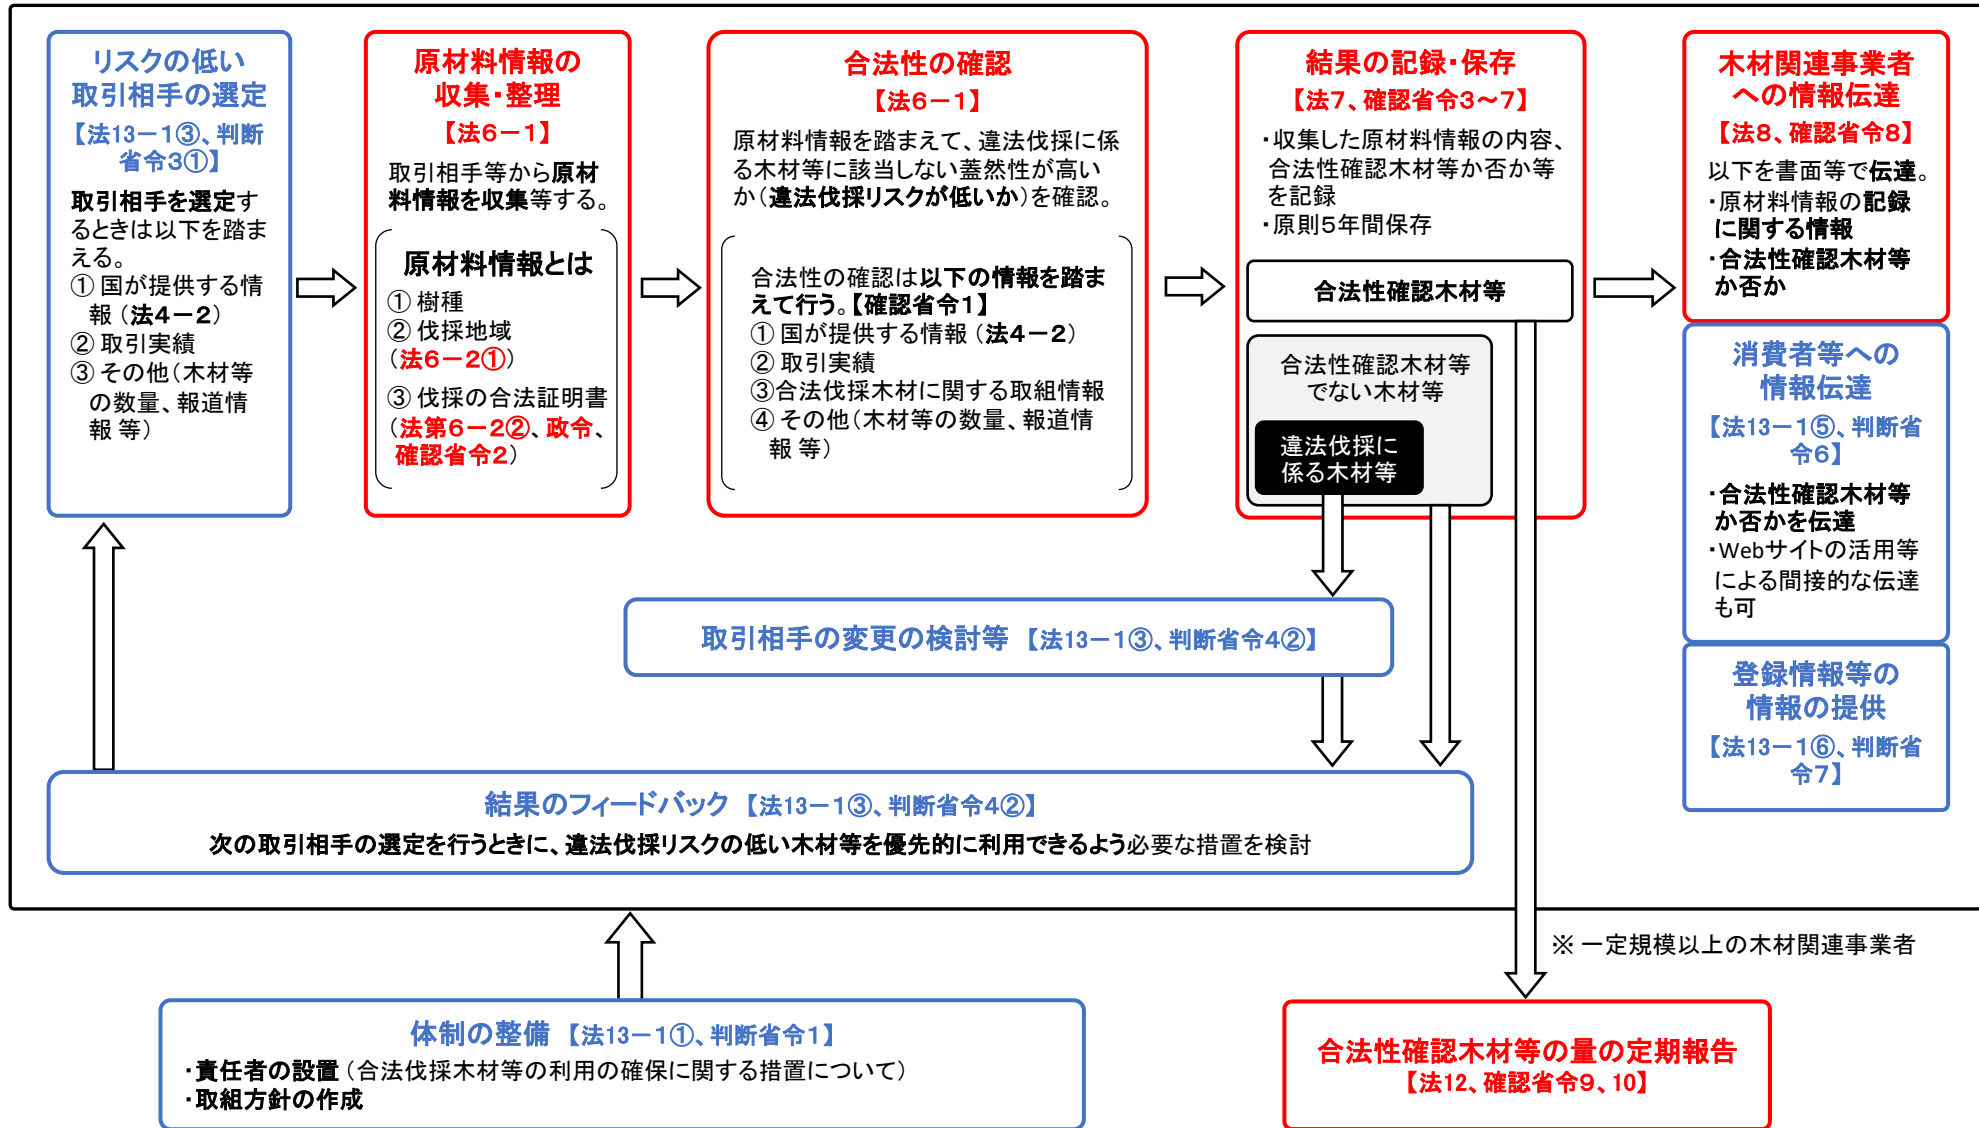 リスクの低い
取引相手の選定
【法13－1③、判断
省令3①】
取引相手を選定す
るときは以下を踏ま
える。
① 国が提供する情
報（法4－2）
② 取引実績
③ その他（木材等
の数量、報道情
報 等）
原材料情報の
収集・整理
【法6－1】
取引相手等から原材
料情報を収集等する。
原材料情報とは
① 樹種
② 伐採地域
（法6－2①）
③ 伐採の合法証明書
（法第6－2②、政令、
確認省令2）
合法性の確認
【法6－1】
原材料情報を踏まえて、違法伐採に係
る木材等に該当しない蓋然性が高い
か（違法伐採リスクが低いか）を確認。
合法性の確認は以下の情報を踏ま
えて行う。【確認省令1】
① 国が提供する情報（法4－2）
② 取引実績
③合法伐採木材に関する取組情報
④ その他（木材等の数量、報道情
報 等）
結果の記録・保存
【法7、確認省令3～7】
・収集した原材料情報の内容、
合法性確認木材等か否か等
を記録
・原則5年間保存
合法性確認木材等
合法性確認木材等
でない木材等
違法伐採に
係る木材等
木材関連事業者
への情報伝達
【法8、確認省令8】
以下を書面等で伝達。
・原材料情報の記録
に関する情報
・合法性確認木材等
か否か
消費者等への
情報伝達
【法13－1⑤、判断省
令6】
・合法性確認木材等
か否かを伝達
・Webサイトの活用等
による間接的な伝達
も可
登録情報等の
情報の提供
【法13－1⑥、判断省
令7】
取引相手の変更の検討等 【法13－1③、判断省令4②】
結果のフィードバック 【法13－1③、判断省令4②】
次の取引相手の選定を行うときに、違法伐採リスクの低い木材等を優先的に利用できるよう必要な措置を検討
※ 一定規模以上の木材関連事業者
体制の整備 【法13－1①、判断省令1】
・責任者の設置（合法伐採木材等の利用の確保に関する措置について）
・取組方針の作成
合法性確認木材等の量の定期報告
【法12、確認省令9、10】